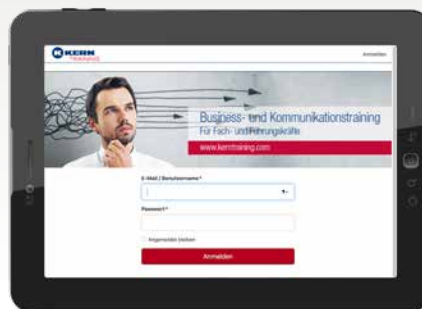 KERN
TRAINING
Anmelden
Business- und Kommunikationstraining
Für Fach- und Führungskräfte
www.kerntraining.com
E-Mail / Benutzername*
Passwort*
Angemeldet bleiben
Anmelden